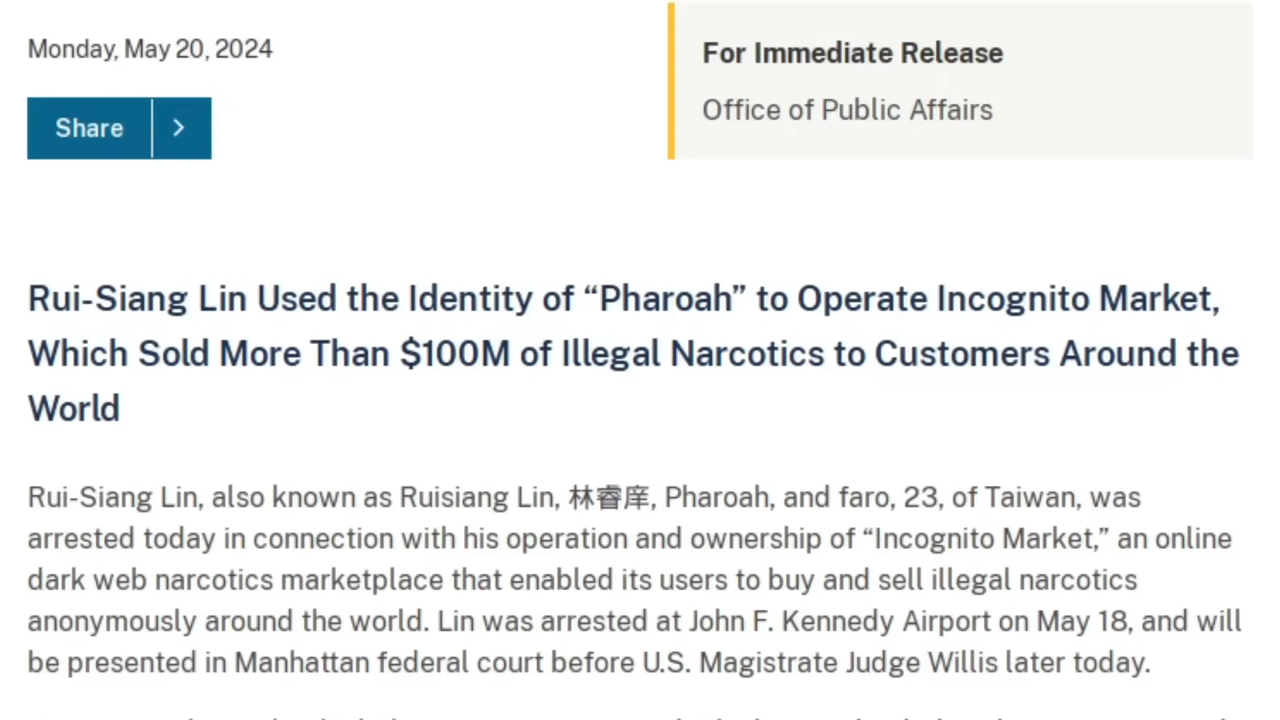 Monday, May 20, 2024
Share
For Immediate Release
Office of Public Affairs
Rui-Siang Lin Used the Identity of “Pharoah” to Operate Incognito Market,
Which Sold More Than $100M of Illegal Narcotics to Customers Around the
World
Rui-Siang Lin, also known as Ruisiang Lin, 林睿庠, Pharoah, and faro, 23, of Taiwan, was
arrested today in connection with his operation and ownership of “Incognito Market,” an online
dark web narcotics marketplace that enabled its users to buy and sell illegal narcotics
anonymously around the world. Lin was arrested at John F. Kennedy Airport on May 18, and will
be presented in Manhattan federal court before U.S. Magistrate Judge Willis later today.